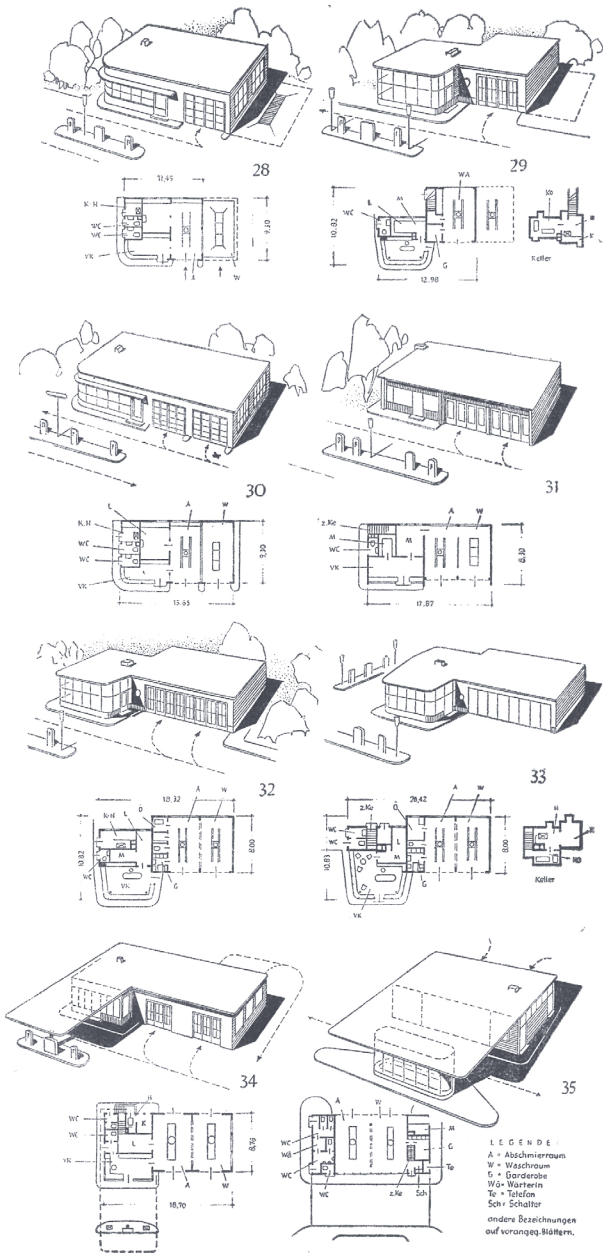 28
29
11,45
K.H
WC
WC
VK
9,30
A
W
WA
L
M
WC
10,82
G
12,98
Ko
K
Keller
30
31
L
A
W
K.H
WC
WC
VK
9,30
15,65
A
W
z.Ke
M
WC
VK
M
8,30
17,87
32
33
18,32
A
W
K-H
L
Ö
M
WC
VK
G
10,82
8,00
28,42
A
W
z.Ke
Ö
WC
WC
L
M
VK
G
10,83
8,00
H
K
Keller
34
35
H
WC
WC
K
L
VK
A
W
8,76
18,70
A
W
WC
Wä
WC
WC
M
G
Te
z.Ke
Sch
LEGENDE:
A = Abschmierraum
W = Waschraum
G = Garderobe
Wä = Wärterin
Te = Telefon
Sch = Schalter
andere Bezeichnungen
auf vorangeg. Blättern.